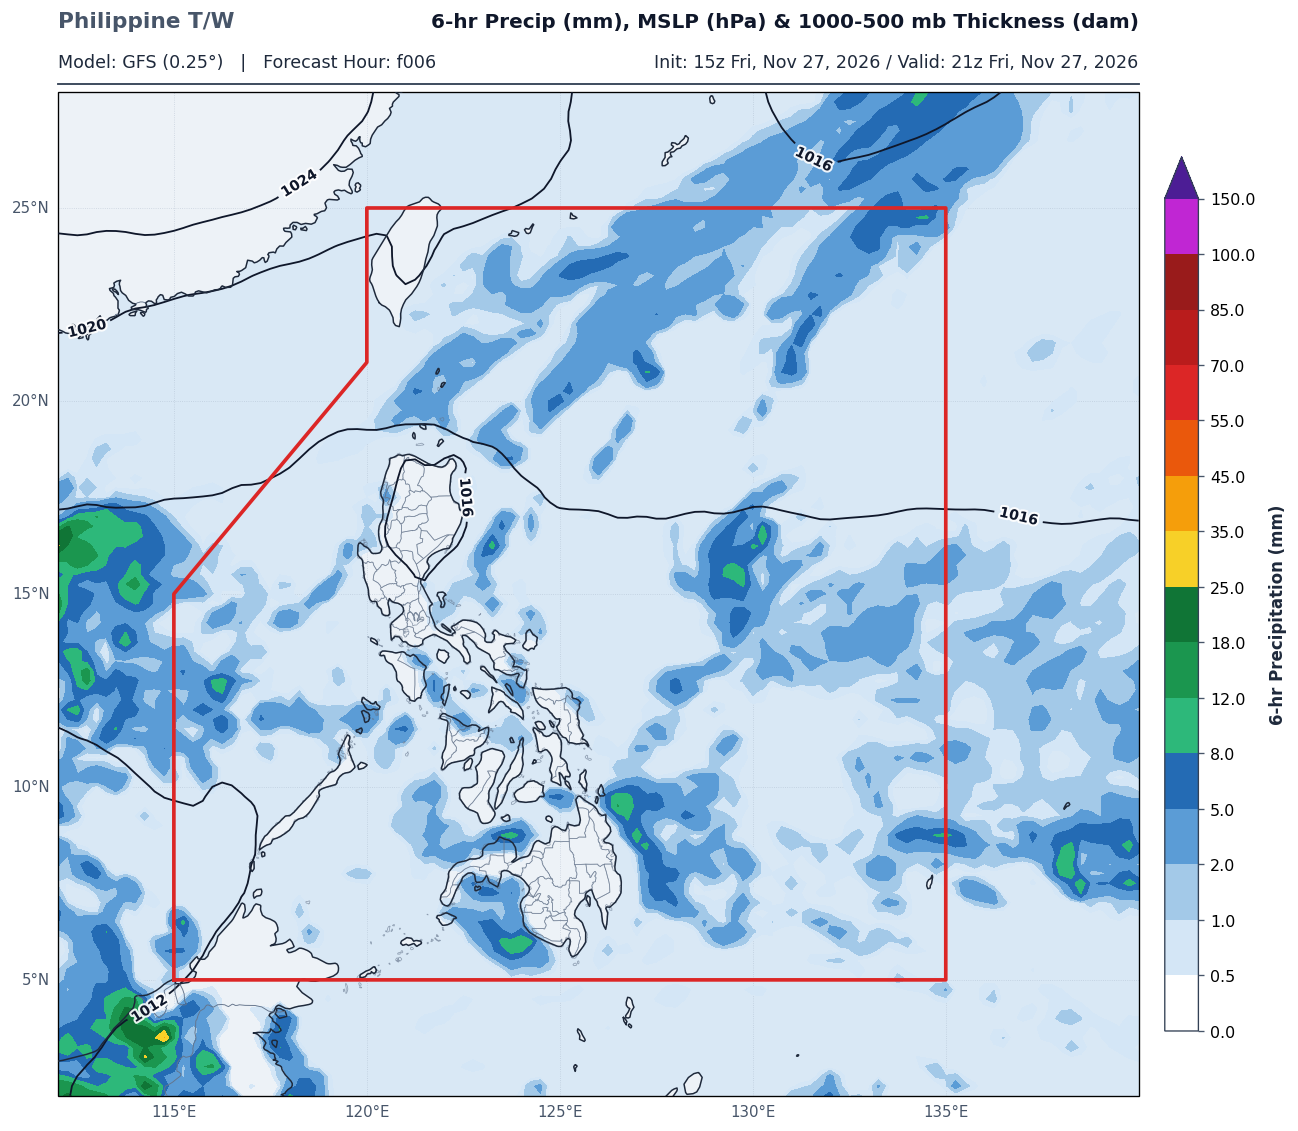 Philippine T/W
6-hr Precip (mm), MSLP (hPa) & 1000-500 mb Thickness (dam)
Model: GFS (0.25°) | Forecast Hour: f006
Init: 15z Fri, Nov 27, 2026 / Valid: 21z Fri, Nov 27, 2026
1016
1024
1020
1016
1016
1012
25°N
20°N
15°N
10°N
5°N
115°E
120°E
125°E
130°E
135°E
150.0
100.0
85.0
70.0
55.0
45.0
35.0
25.0
18.0
12.0
8.0
5.0
2.0
1.0
0.5
0.0
6-hr Precipitation (mm)